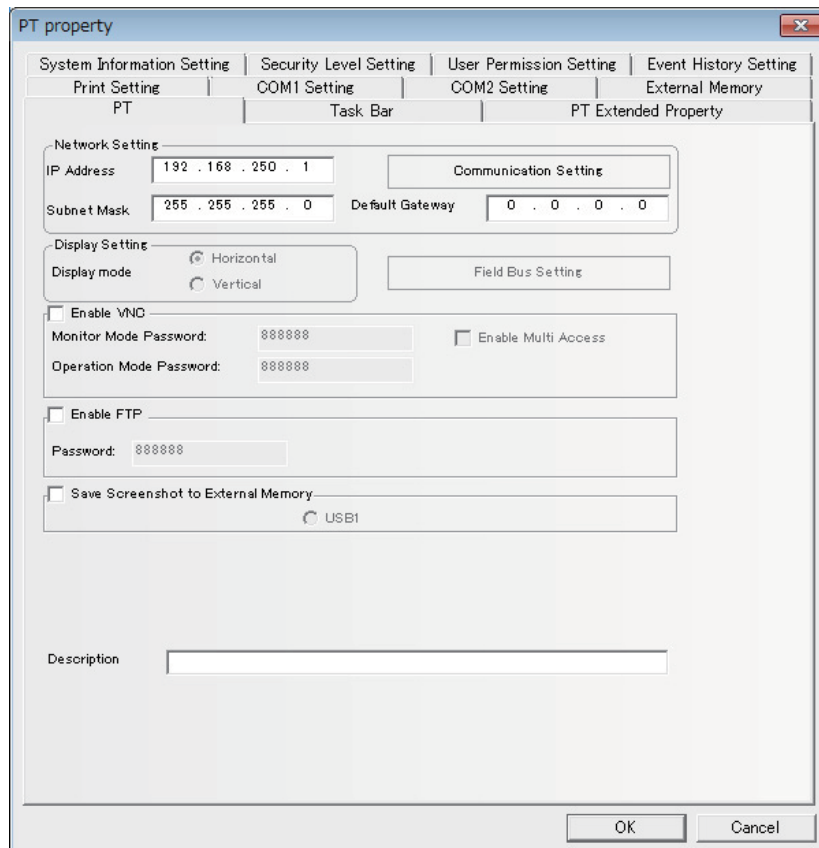 PT property
System Information Setting Security Level Setting User Permission Setting Event History Setting
Print Setting COM1 Setting COM2 Setting External Memory
PT Task Bar PT Extended Property
Network Setting
IP Address 192 . 168 . 250 . 1 Communication Setting
Subnet Mask 255 . 255 . 255 . 0 Default Gateway 0 . 0 . 0 . 0
Display Setting
Display mode Horizontal
Vertical
Field Bus Setting
Enable VNC
Monitor Mode Password: 888888 Enable Multi Access
Operation Mode Password: 888888
Enable FTP
Password: 888888
Save Screenshot to External Memory
USB1
Description
OK Cancel